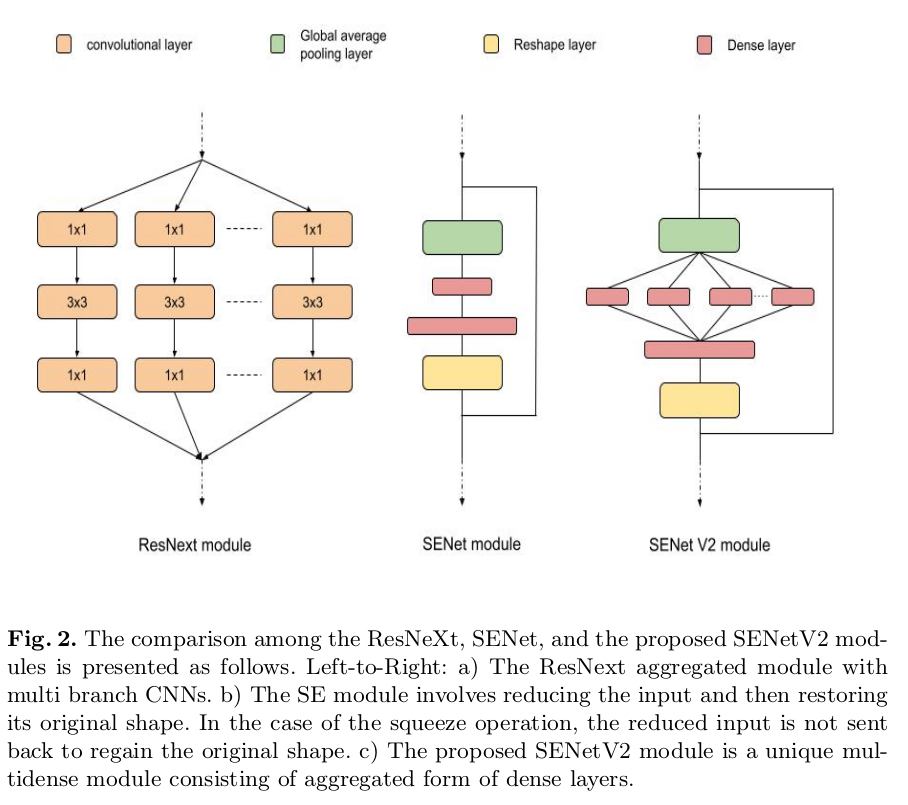 convolutional layer
Global average
pooling layer
Reshape layer
Dense layer
1x1
1x1
1x1
3x3
3x3
3x3
1x1
1x1
1x1
ResNext module
SENet module
SENet V2 module
Fig. 2. The comparison among the ResNeXt, SENet, and the proposed SENetV2 mod-
ules is presented as follows. Left-to-Right: a) The ResNext aggregated module with
multi branch CNNs. b) The SE module involves reducing the input and then restoring
its original shape. In the case of the squeeze operation, the reduced input is not sent
back to regain the original shape. c) The proposed SENetV2 module is a unique mul-
tidense module consisting of aggregated form of dense layers.